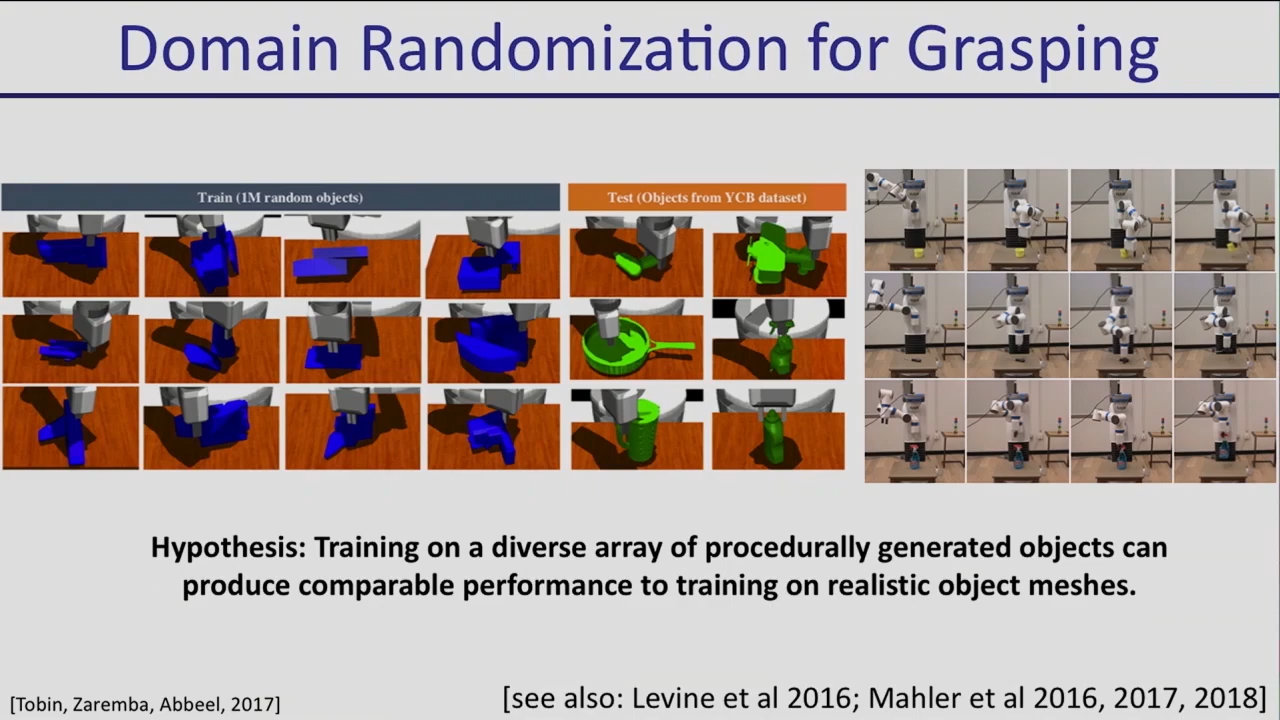 Domain Randomization for Grasping
Train (1M random objects)
Test (Objects from YCB dataset)
Hypothesis: Training on a diverse array of procedurally generated objects can
produce comparable performance to training on realistic object meshes.
[Tobin, Zaremba, Abbeel, 2017]
[see also: Levine et al 2016; Mahler et al 2016, 2017, 2018]